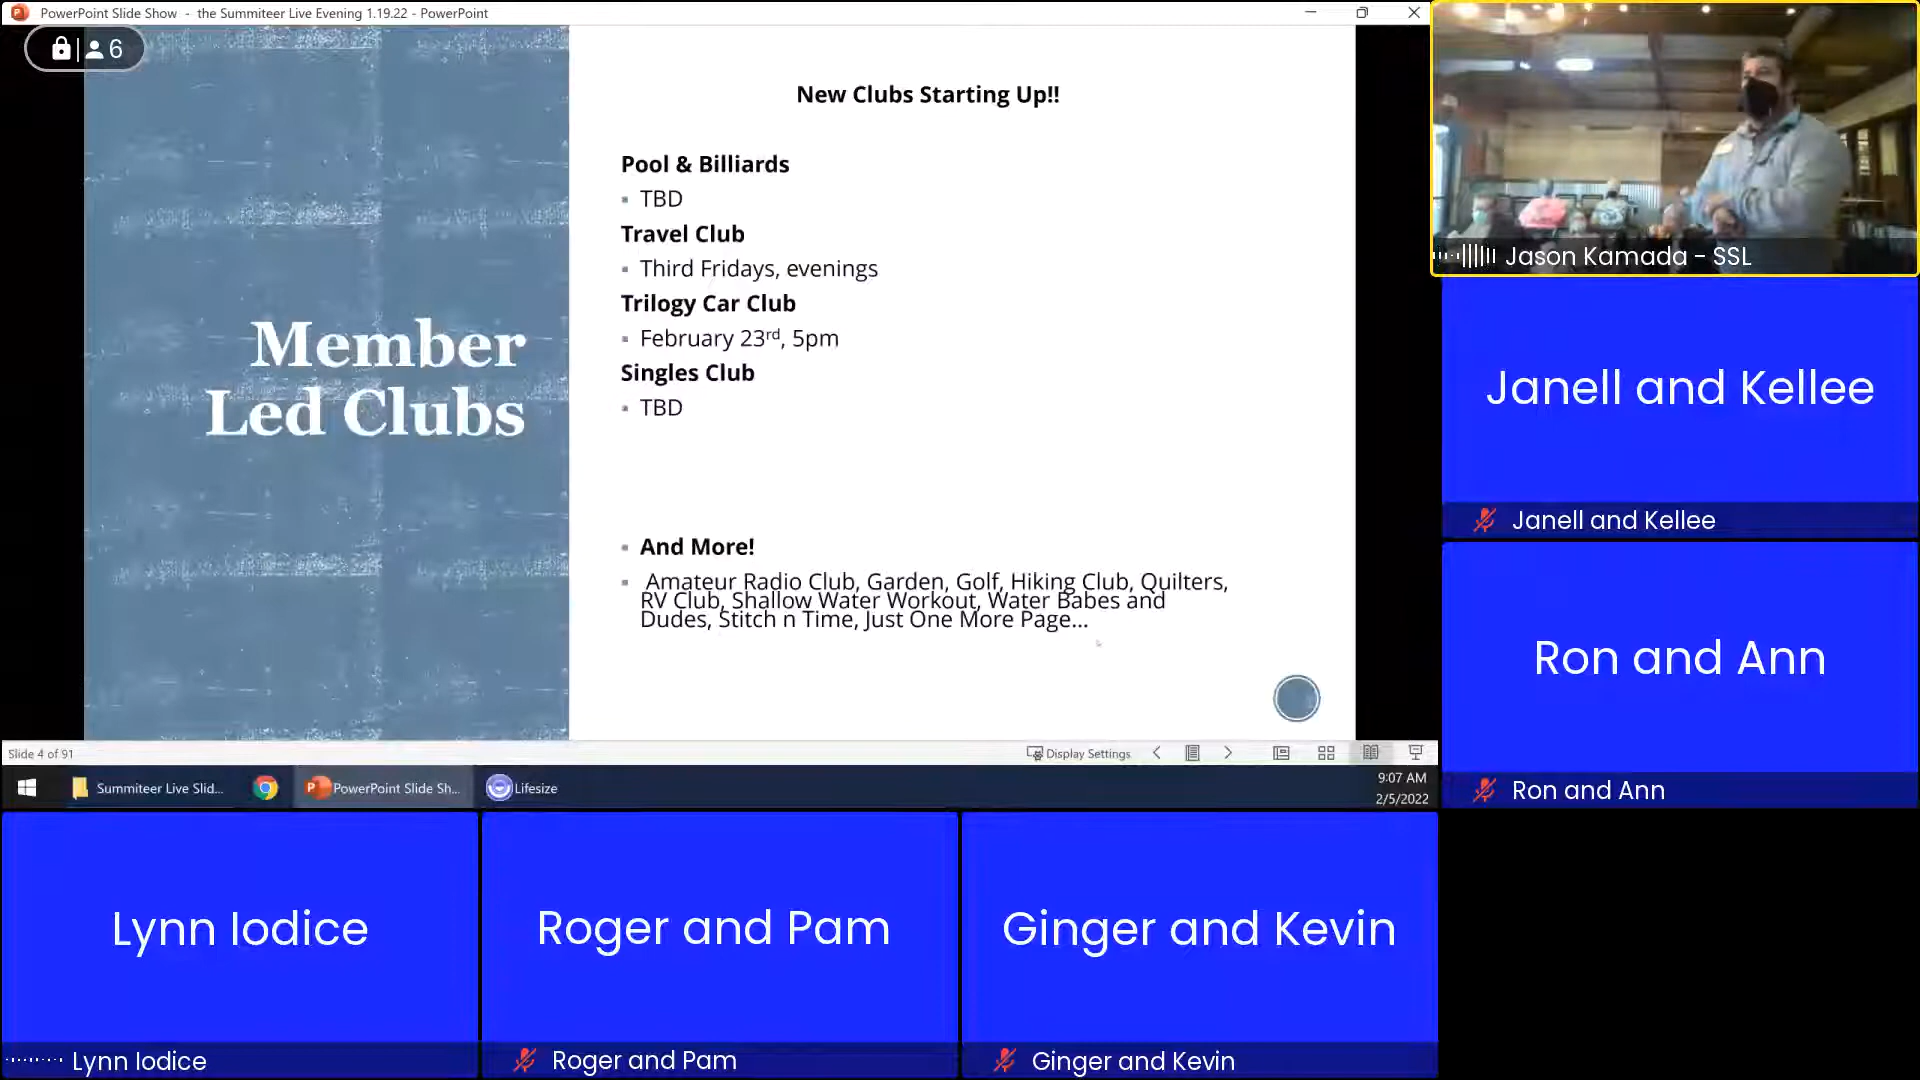 PowerPoint Slide Show - the Summiteer Live Evening 1.19.22 - PowerPoint
6
Member
Led Clubs
New Clubs Starting Up!!
Pool & Billiards
TBD
Travel Club
Third Fridays, evenings
Trilogy Car Club
February 23rd, 5pm
Singles Club
TBD
And More!
Amateur Radio Club, Garden, Golf, Hiking Club, Quilters,
RV Club, Shallow Water Workout, Water Babes and
Dudes, Stitch n Time, Just One More Page...
Slide 4 of 91
Display Settings
Summiteer Live Slid...
PowerPoint Slide Sh...
Lifesize
9:07 AM
2/5/2022
Jason Kamada - SSL
Janell and Kellee
Janell and Kellee
Ron and Ann
Ron and Ann
Lynn Iodice
Lynn Iodice
Roger and Pam
Roger and Pam
Ginger and Kevin
Ginger and Kevin